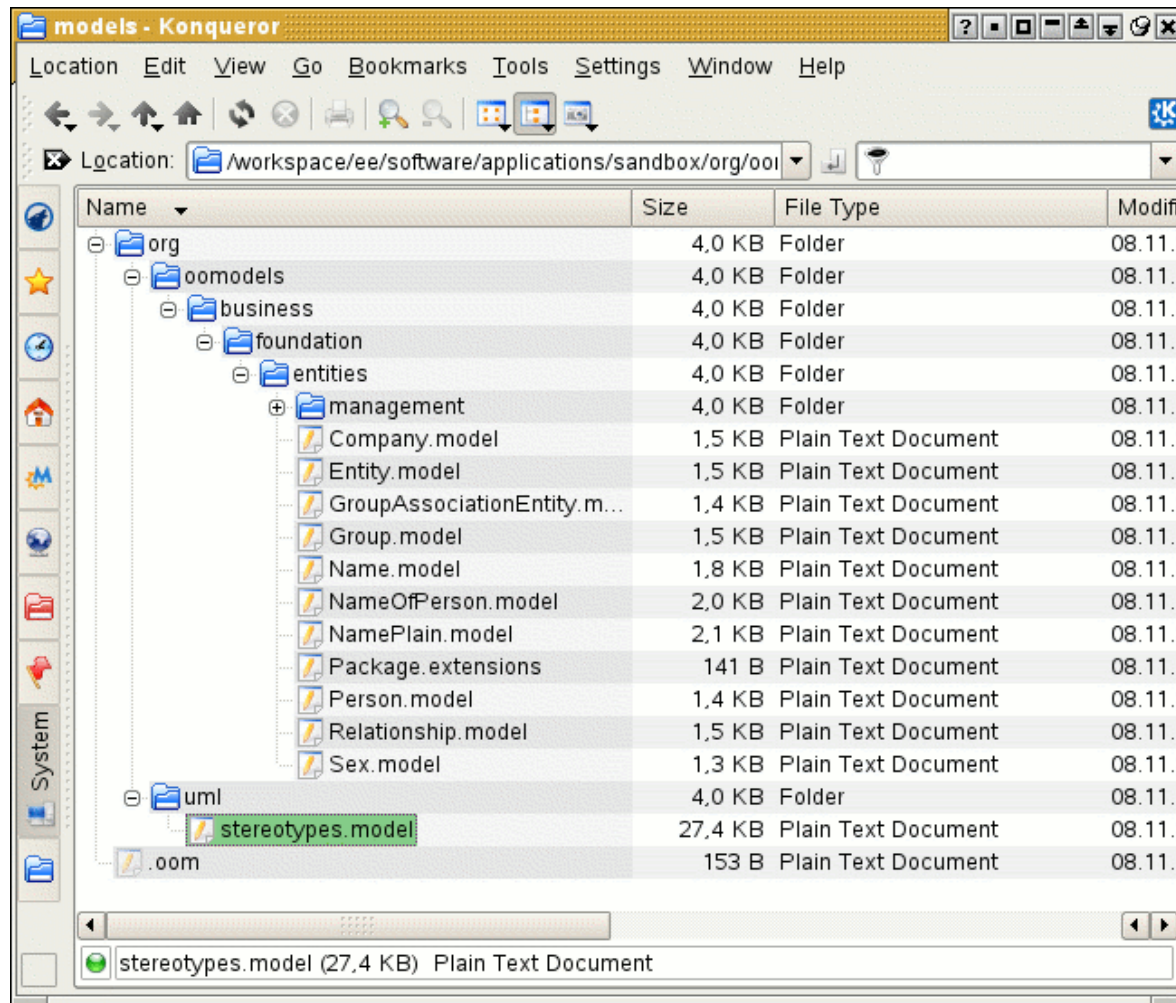 models - Konqueror
Location Edit View Go Bookmarks Tools Settings Window Help
Location: /workspace/ee/software/applications/sandbox/org/oo
Name Size File Type Modif
org 4,0 KB Folder 08.11.
oomodels 4,0 KB Folder 08.11.
business 4,0 KB Folder 08.11.
foundation 4,0 KB Folder 08.11.
entities 4,0 KB Folder 08.11.
management 4,0 KB Folder 08.11.
Company.model 1,5 KB Plain Text Document 08.11.
Entity.model 1,5 KB Plain Text Document 08.11.
GroupAssociationEntity.m... 1,4 KB Plain Text Document 08.11.
Group.model 1,5 KB Plain Text Document 08.11.
Name.model 1,8 KB Plain Text Document 08.11.
NameOfPerson.model 2,0 KB Plain Text Document 08.11.
NamePlain.model 2,1 KB Plain Text Document 08.11.
Package.extensions 141 B Plain Text Document 08.11.
Person.model 1,4 KB Plain Text Document 08.11.
Relationship.model 1,5 KB Plain Text Document 08.11.
Sex.model 1,3 KB Plain Text Document 08.11.
uml 4,0 KB Folder 08.11.
stereotypes.model 27,4 KB Plain Text Document 08.11.
.oom 153 B Plain Text Document 08.11.
System
stereotypes.model (27,4 KB) Plain Text Document